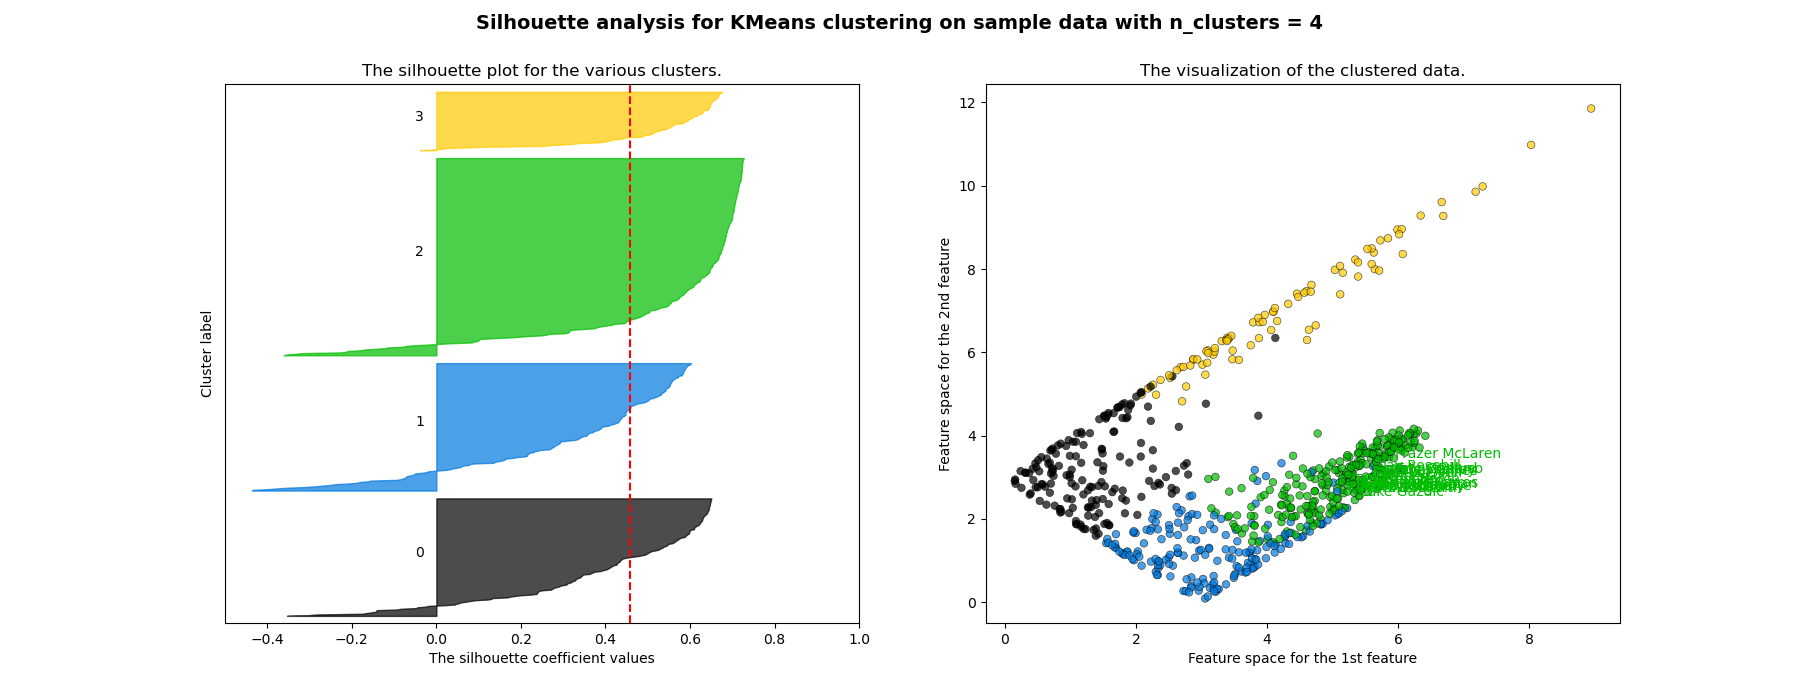 Silhouette analysis for KMeans clustering on sample data with n_clusters = 4
The silhouette plot for the various clusters.
3
2
1
0
Cluster label
−0.4 −0.2 0.0 0.2 0.4 0.6 0.8 1.0
The silhouette coefficient values
The visualization of the clustered data.
12
10
8
6
4
2
0
Feature space for the 2nd feature
McLaren
0 2 4 6 8
Feature space for the 1st feature